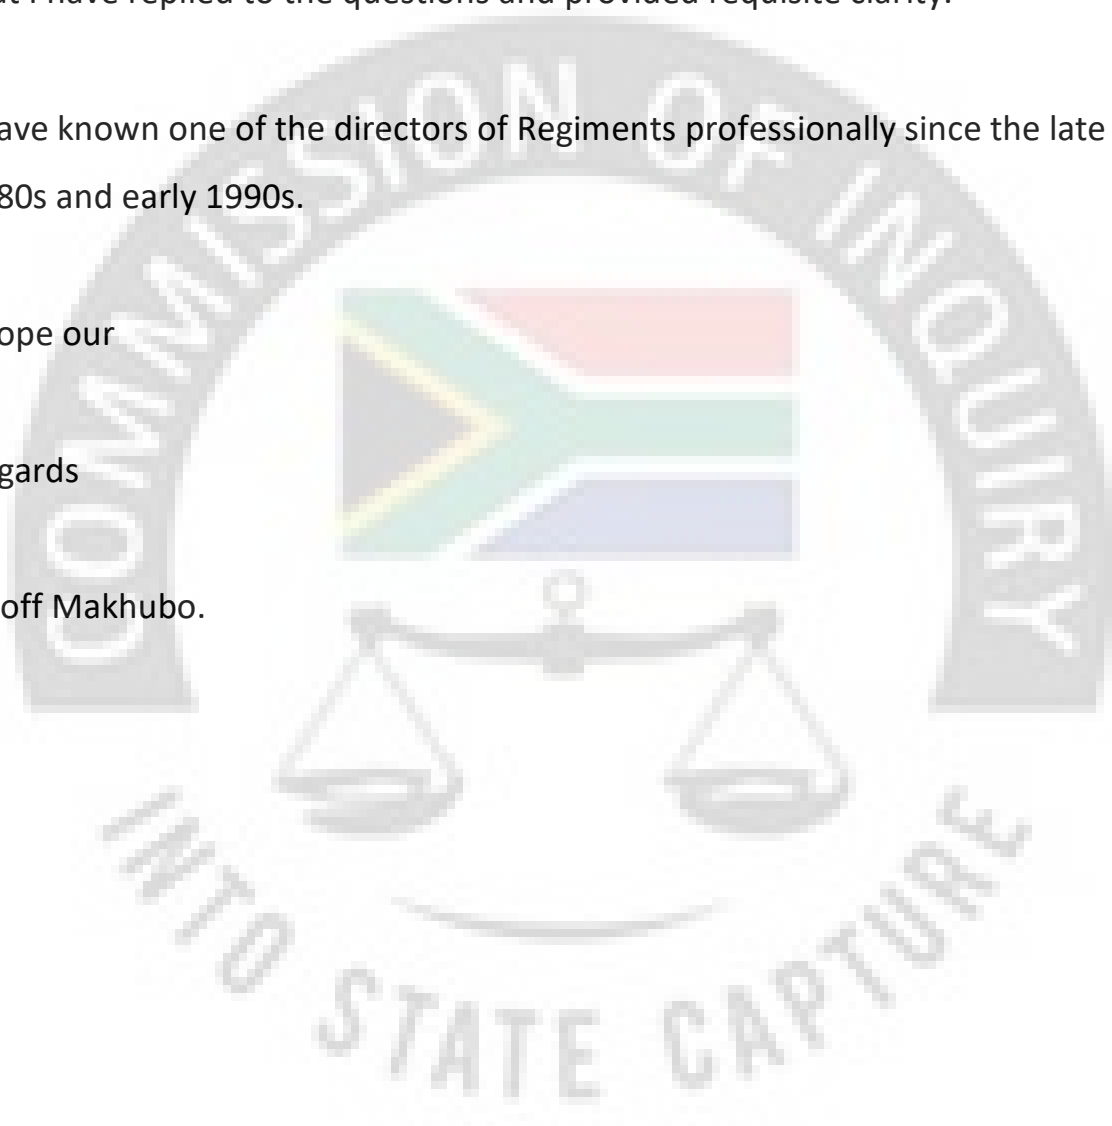 at I have replied to the questions and provided requisite clarity.
ave known one of the directors of Regiments professionally since the late
80s and early 1990s.
ope our
gards
off Makhubo.
COMMISSION OF INQUIRY
INTO STATE CAPTURE